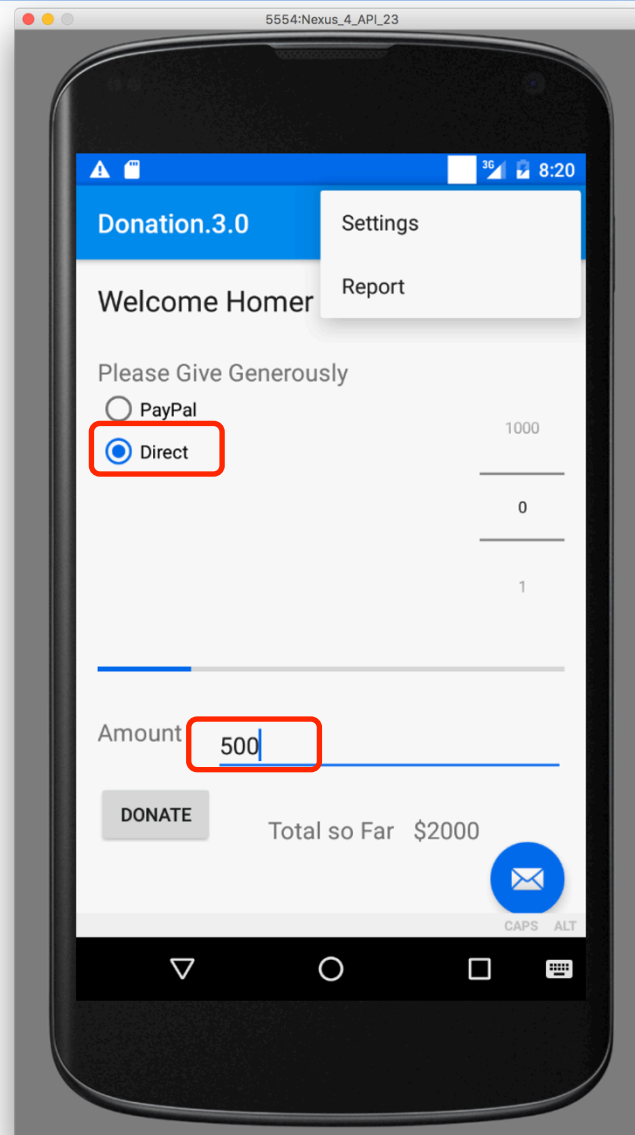 5554:Nexus_4_API_23
3G 8:20
Donation.3.0
Settings
Report
Welcome Homer
Please Give Generously
PayPal
Direct
1000
0
1
Amount
500
DONATE
Total so Far $2000
CAPS ALT